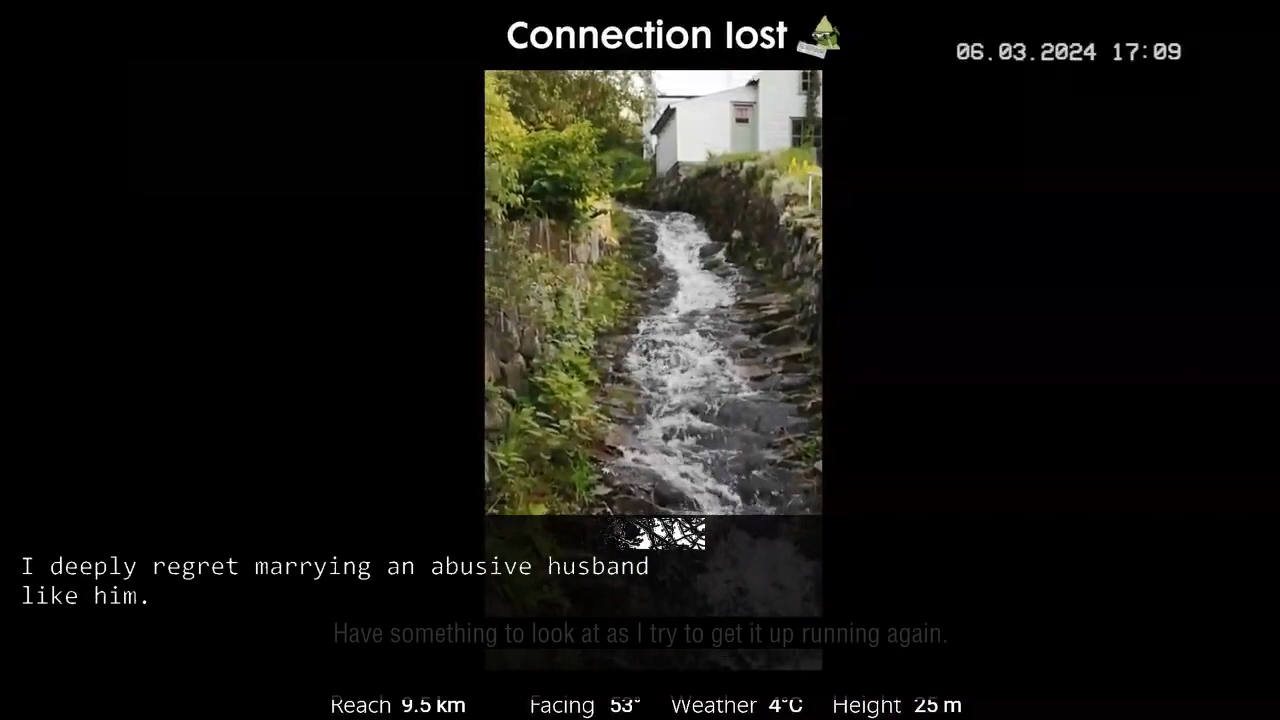 Connection lost
06.03.2024 17:09
I deeply regret marrying an abusive husband
like him.
Have something to look at as I try to get it up running again.
Reach 9.5 km Facing 53° Weather 4°C Height 25 m